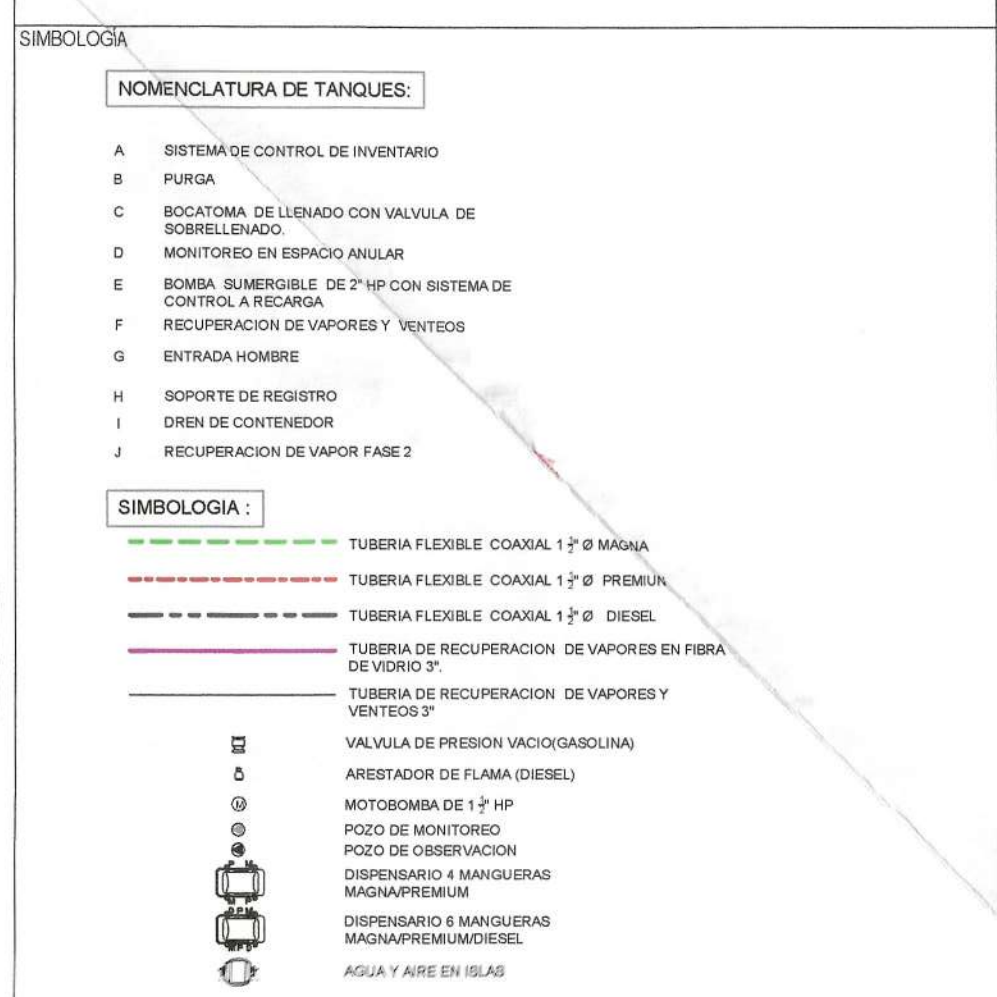 SIMBOLOGÍA
NOMENCLATURA DE TANQUES:
A SISTEMA DE CONTROL DE INVENTARIO
B PURGA
C BOCATOMA DE LLENADO CON VALVULA DE
SOBRELLENADO.
D MONITOREO EN ESPACIO ANULAR
E BOMBA SUMERGIBLE DE 2" HP CON SISTEMA DE
CONTROL A RECARGA
F RECUPERACION DE VAPORES Y VENTEOS
G ENTRADA HOMBRE
H SOPORTE DE REGISTRO
I DREN DE CONTENEDOR
J RECUPERACION DE VAPOR FASE 2
SIMBOLOGIA :
TUBERIA FLEXIBLE COAXIAL 1 ½" Ø MAGNA
TUBERIA FLEXIBLE COAXIAL 1 ½" Ø PREMIUN
TUBERIA FLEXIBLE COAXIAL 1 ½" Ø DIESEL
TUBERIA DE RECUPERACION DE VAPORES EN FIBRA
DE VIDRIO 3".
TUBERIA DE RECUPERACION DE VAPORES Y
VENTEOS 3"
VALVULA DE PRESION VACIO(GASOLINA)
ARESTADOR DE FLAMA (DIESEL)
M MOTOBOMBA DE 1 ½" HP
POZO DE MONITOREO
POZO DE OBSERVACION
P M
DISPENSARIO 4 MANGUERAS
MAGNA/PREMIUM
M P
D P M
DISPENSARIO 6 MANGUERAS
MAGNA/PREMIUM/DIESEL
M P D
AGUA Y AIRE EN ISLAS